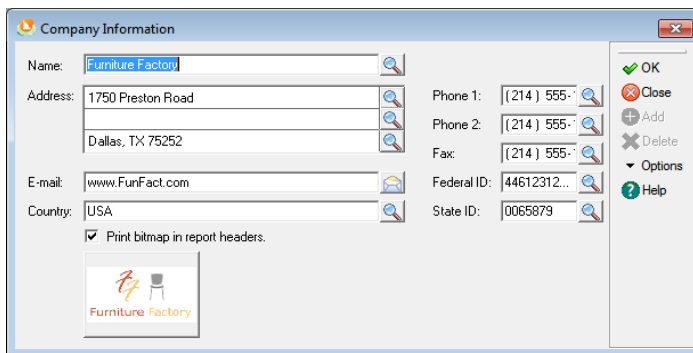 Company Information
Name: Furniture Factory
Address: 1750 Preston Road
Dallas, TX 75252
E-mail: www.FunFact.com
Country: USA
Print bitmap in report headers.
Furniture Factory
Phone 1: (214) 555-
Phone 2: (214) 555-
Fax: (214) 555-
Federal ID: 44612312...
State ID: 0065879
OK
Close
Add
Delete
Options
Help